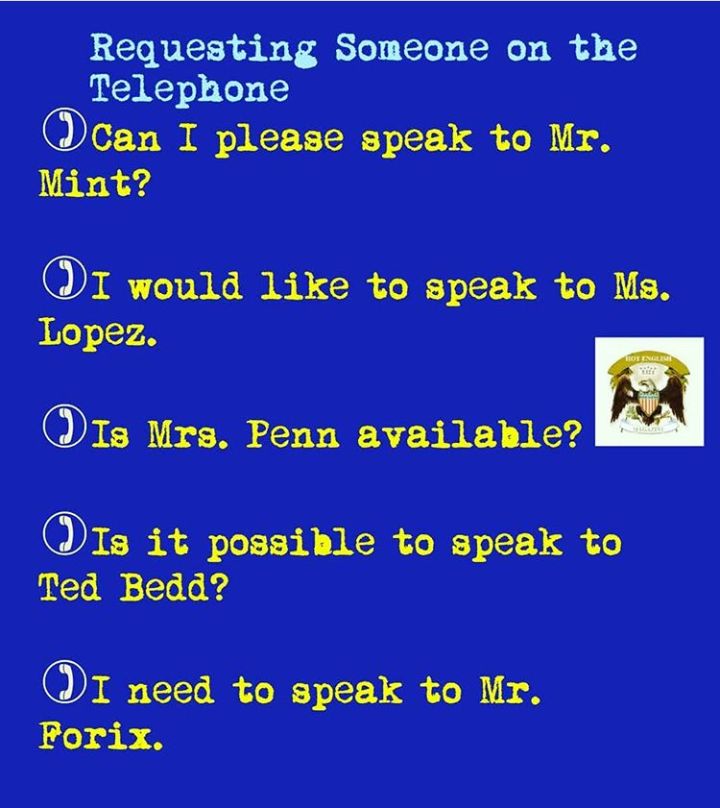 Requesting Someone on the
Telephone
Can I please speak to Mr.
Mint?
I would like to speak to Ms.
Lopez.
HOT ENGLISH
Is Mrs. Penn available?
MAGAZINE
Is it possible to speak to
Ted Bedd?
I need to speak to Mr.
Forix.